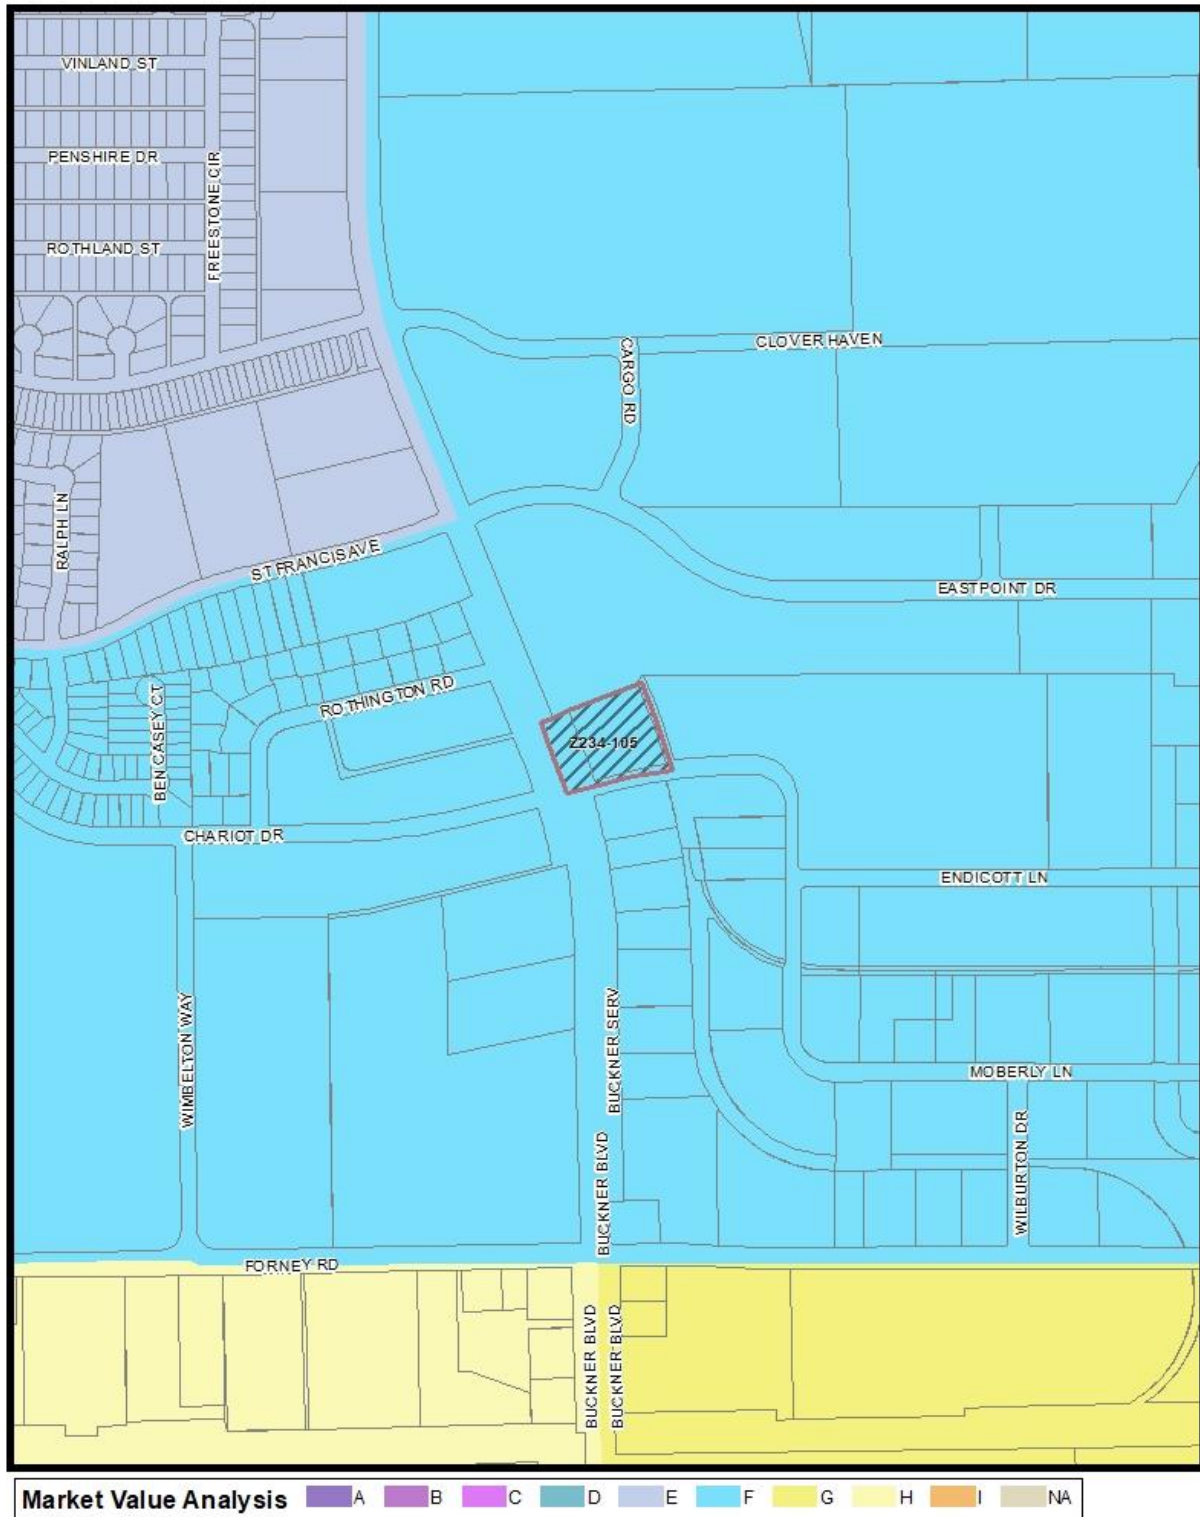 VINLAND ST
PENSHIRE DR
FREESTONE CIR
ROTHLAND ST
CLOVER HAVEN
CARGO RD
RALPH LN
ST FRANCIS AVE
EASTPOINT DR
BEN CASEY CT
ROTHINGTON RD
Z234-105
CHARIOT DR
ENDICOTT LN
WIMBELTON WAY
BUCKNER SERV
MOBERLY LN
BUCKNER BLVD
WILBURTON DR
FORNEY RD
BUCKNER BLVD
BUCKNER BLVD
Market Value Analysis A B C D E F G H I NA